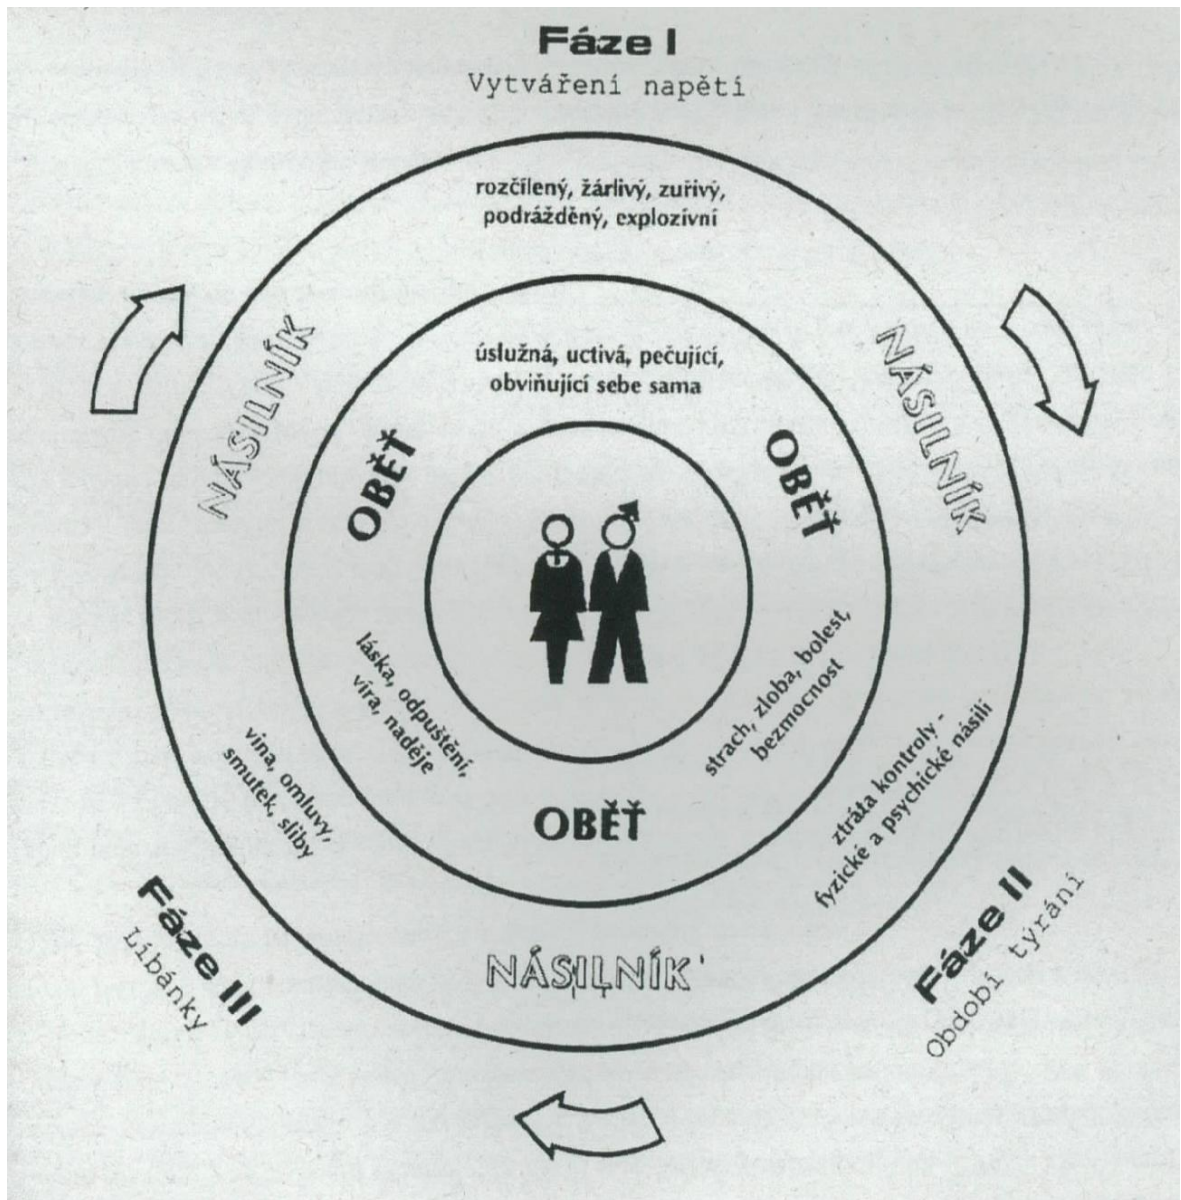 Fáze I
Vytváření napětí
rozčílený, žárlivý, zuřivý,
podrážděný, explozívní
NÁSILNÍK
NÁSILNÍK
úslužná, uctivá, pečující,
obviňující sebe sama
OBĚŤ
OBĚŤ
láska, odpuštění,
víra, naděje
strach, zloba, bolest,
bezmocnost
vina, omluvy,
smutek, sliby
ztráta kontroly -
fyzické a psychické násilí
OBĚŤ
NÁSILNÍK
Fáze III
Líbánky
Fáze II
Období týrání